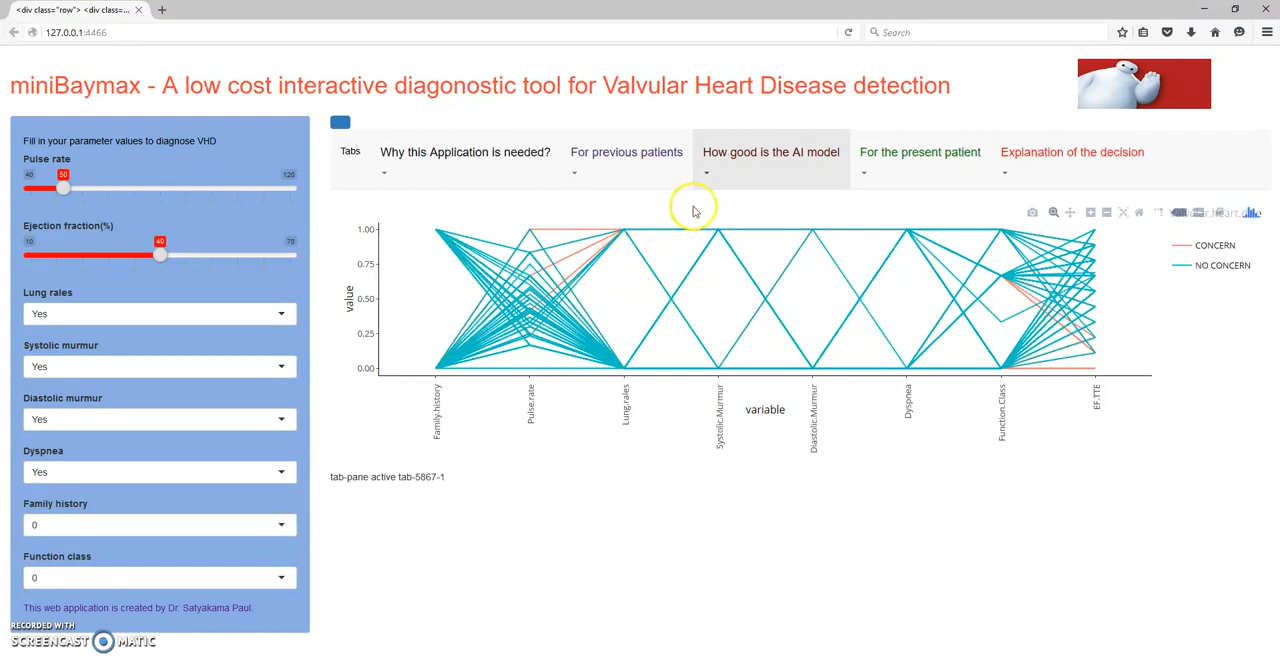 <div class="row"> <div class=...
127.0.0.1:4466
Search
miniBaymax - A low cost interactive diagonostic tool for Valvular Heart Disease detection
Fill in your parameter values to diagnose VHD
Pulse rate
40 50 120
Ejection fraction(%)
10 40 70
Lung rales
Yes
Systolic murmur
Yes
Diastolic murmur
Yes
Dyspnea
Yes
Family history
0
Function class
0
This web application is created by Dr. Satyakama Paul.
RECORDED WITH
SCREENCAST MATIC
Tabs Why this Application is needed? For previous patients How good is the AI model For the present patient Explanation of the decision
CONCERN
NO CONCERN
1.00
0.75
0.50
0.25
0.00
value
Family.history
Pulse.rate
Lung.rales
Systolic.Murmur
Diastolic.Murmur
Dyspnea
Function.Class
EF.TTE
variable
tab-pane active tab-5867-1